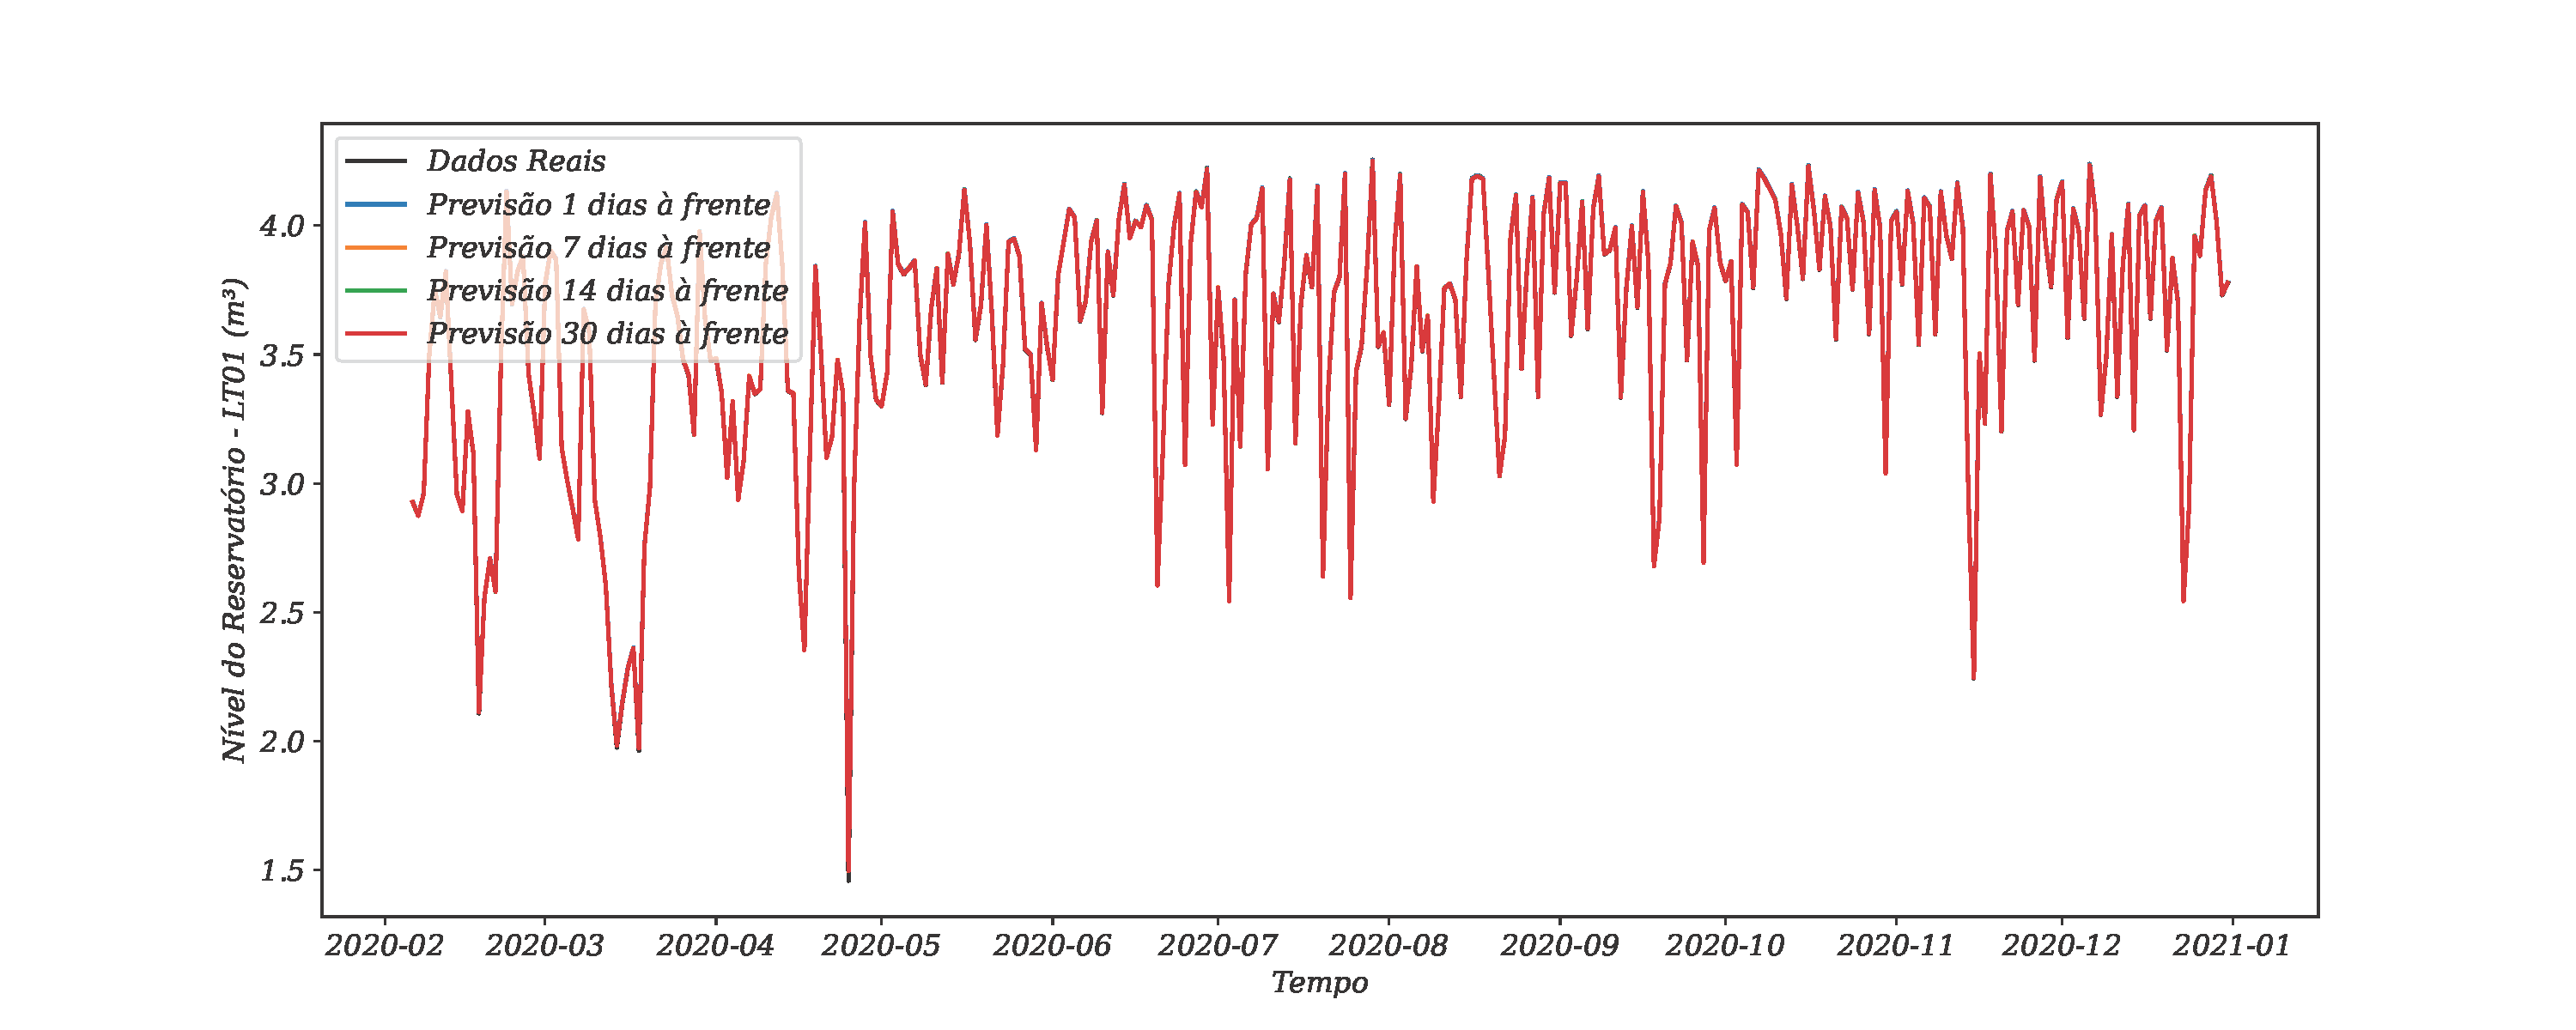 Dados Reais
Previsão 1 dias à frente
Previsão 7 dias à frente
Previsão 14 dias à frente
Previsão 30 dias à frente
Nível do Reservatório - LT01 (m³)
4.0
3.5
3.0
2.5
2.0
1.5
2020-02 2020-03 2020-04 2020-05 2020-06 2020-07 2020-08 2020-09 2020-10 2020-11 2020-12 2021-01
Tempo